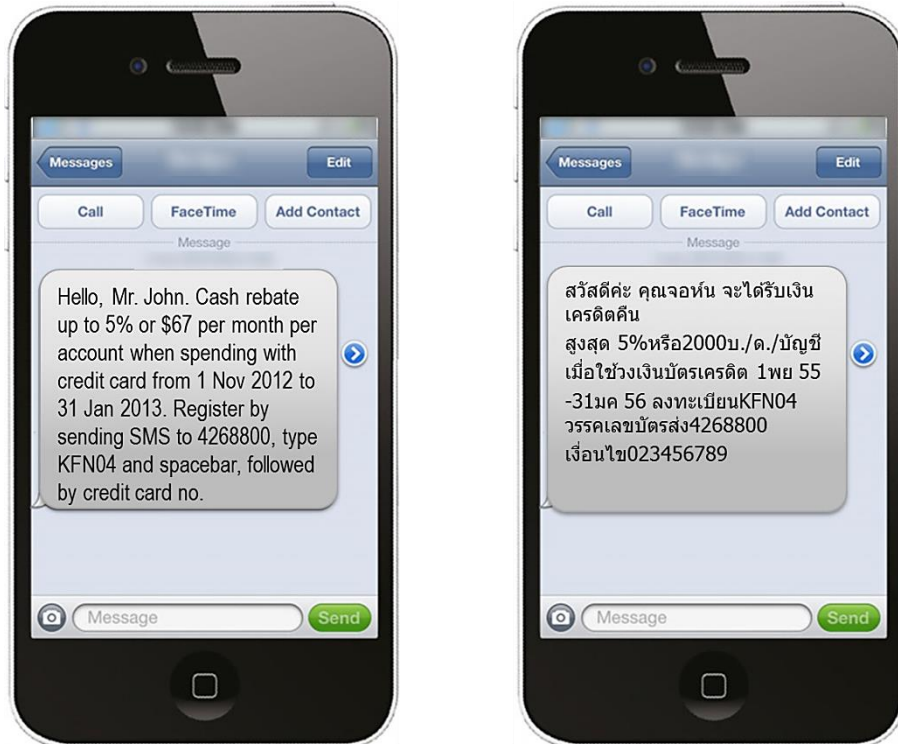 Messages
Edit
Call
FaceTime
Add Contact
Message
Hello, Mr. John. Cash rebate
up to 5% or $67 per month per
account when spending with
credit card from 1 Nov 2012 to
31 Jan 2013. Register by
sending SMS to 4268800, type
KFN04 and spacebar, followed
by credit card no.
Message
Send
Messages
Edit
Call
FaceTime
Add Contact
Message
สวัสดีค่ะ คุณจอห์น จะได้รับเงิน
เครดิตคืน
สูงสุด 5%หรือ2000บ./ด./บัญชี
เมื่อใช้วงเงินบัตรเครดิต 1พย 55
-31มค 56 ลงทะเบียนKFN04
วรรคเลขบัตรส่ง4268800
เงื่อนไข023456789
Message
Send